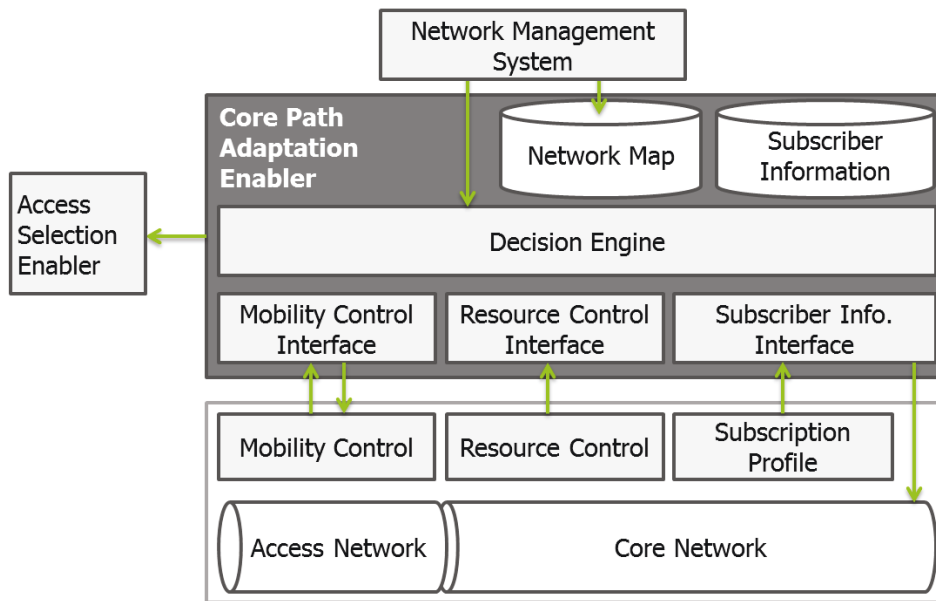 Network Management
System
Core Path
Adaptation
Enabler
Network Map
Subscriber
Information
Access
Selection
Enabler
Decision Engine
Mobility Control
Interface
Resource Control
Interface
Subscriber Info.
Interface
Mobility Control
Resource Control
Subscription
Profile
Access Network
Core Network